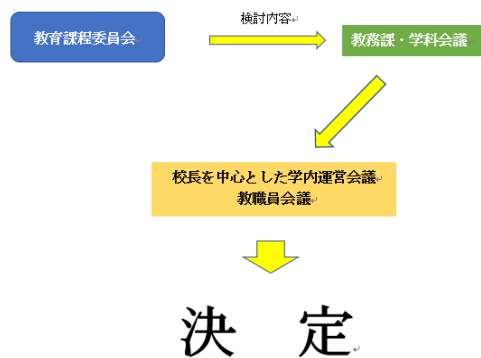 教育課程委員会
検討内容
教務課・学科会議
校長を中心とした学内運営会議
教職員会議
決　定